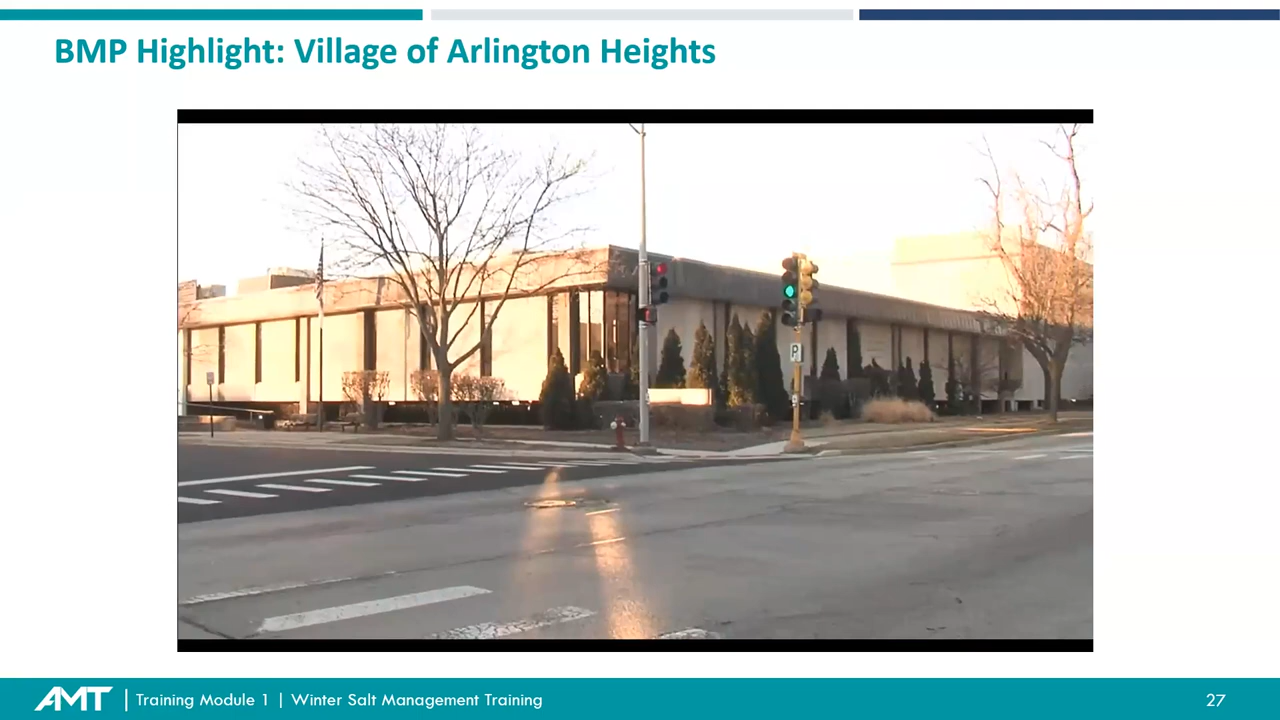 BMP Highlight: Village of Arlington Heights
P
AMT | Training Module 1 | Winter Salt Management Training
27